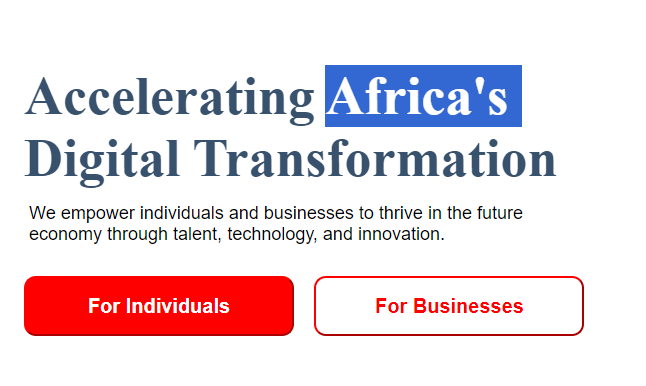 Accelerating Africa's
Digital Transformation
We empower individuals and businesses to thrive in the future
economy through talent, technology, and innovation.
For Individuals
For Businesses